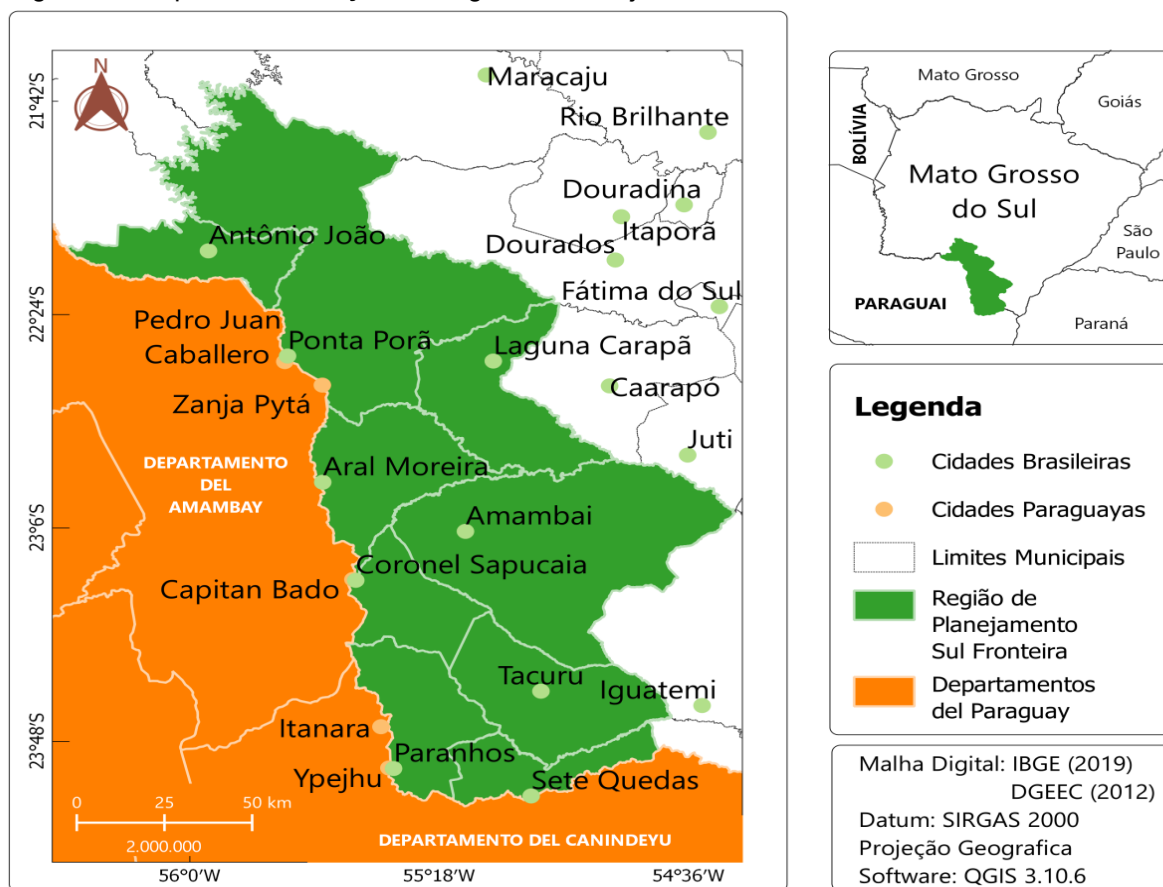 N
21°42'S
22°24'S
23°6'S
23°48'S
56°0'W
55°18'W
54°36'W
Maracaju
Rio Brilhante
Douradina
Itaporã
Dourados
Antônio João
Fátima do Sul
Pedro Juan
Caballero
Ponta Porã
Laguna Carapã
Caarapó
Zanja Pytá
Juti
DEPARTAMENTO
DEL
AMAMBAY
Aral Moreira
Amambai
Coronel Sapucaia
Capitan Bado
Tacuru
Iguatemi
Itanara
Paranhos
Ypejhu
Sete Quedas
0 25 50 km
2.000.000
DEPARTAMENTO DEL CANINDEYU
Mato Grosso
Goiás
BOLÍVIA
Mato Grosso
do Sul
São
Paulo
PARAGUAI
Paraná
Legenda
Cidades Brasileiras
Cidades Paraguayas
Limites Municipais
Região de
Planejamento
Sul Fronteira
Departamentos
del Paraguay
Malha Digital: IBGE (2019)
DGEEC (2012)
Datum: SIRGAS 2000
Projeção Geografica
Software: QGIS 3.10.6